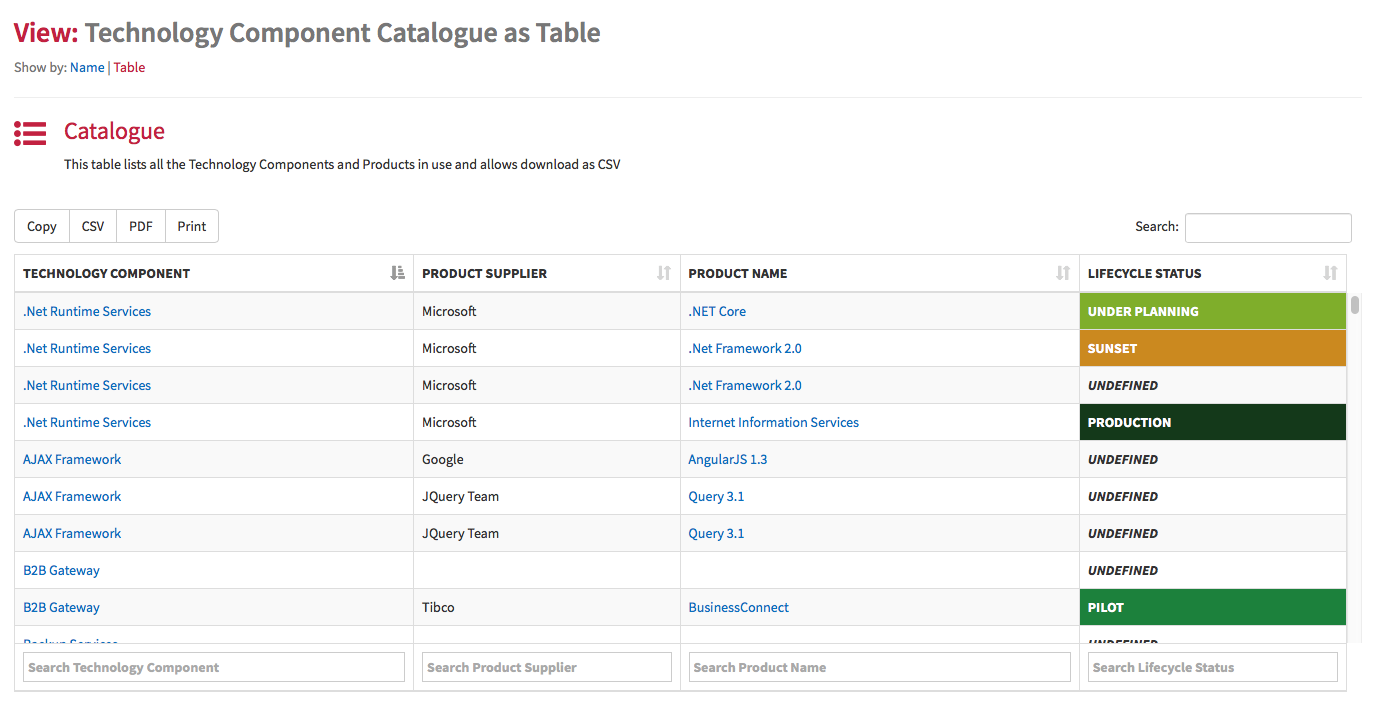 View: Technology Component Catalogue as Table
Show by: Name | Table
Catalogue
This table lists all the Technology Components and Products in use and allows download as CSV
Copy CSV PDF Print Search:
TECHNOLOGY COMPONENT PRODUCT SUPPLIER PRODUCT NAME LIFECYCLE STATUS
.Net Runtime Services Microsoft .NET Core UNDER PLANNING
.Net Runtime Services Microsoft .Net Framework 2.0 SUNSET
.Net Runtime Services Microsoft .Net Framework 2.0 UNDEFINED
.Net Runtime Services Microsoft Internet Information Services PRODUCTION
AJAX Framework Google AngularJS 1.3 UNDEFINED
AJAX Framework JQuery Team Query 3.1 UNDEFINED
AJAX Framework JQuery Team Query 3.1 UNDEFINED
B2B Gateway UNDEFINED
B2B Gateway Tibco BusinessConnect PILOT
Backup Services UNDEFINED
Search Technology Component Search Product Supplier Search Product Name Search Lifecycle Status